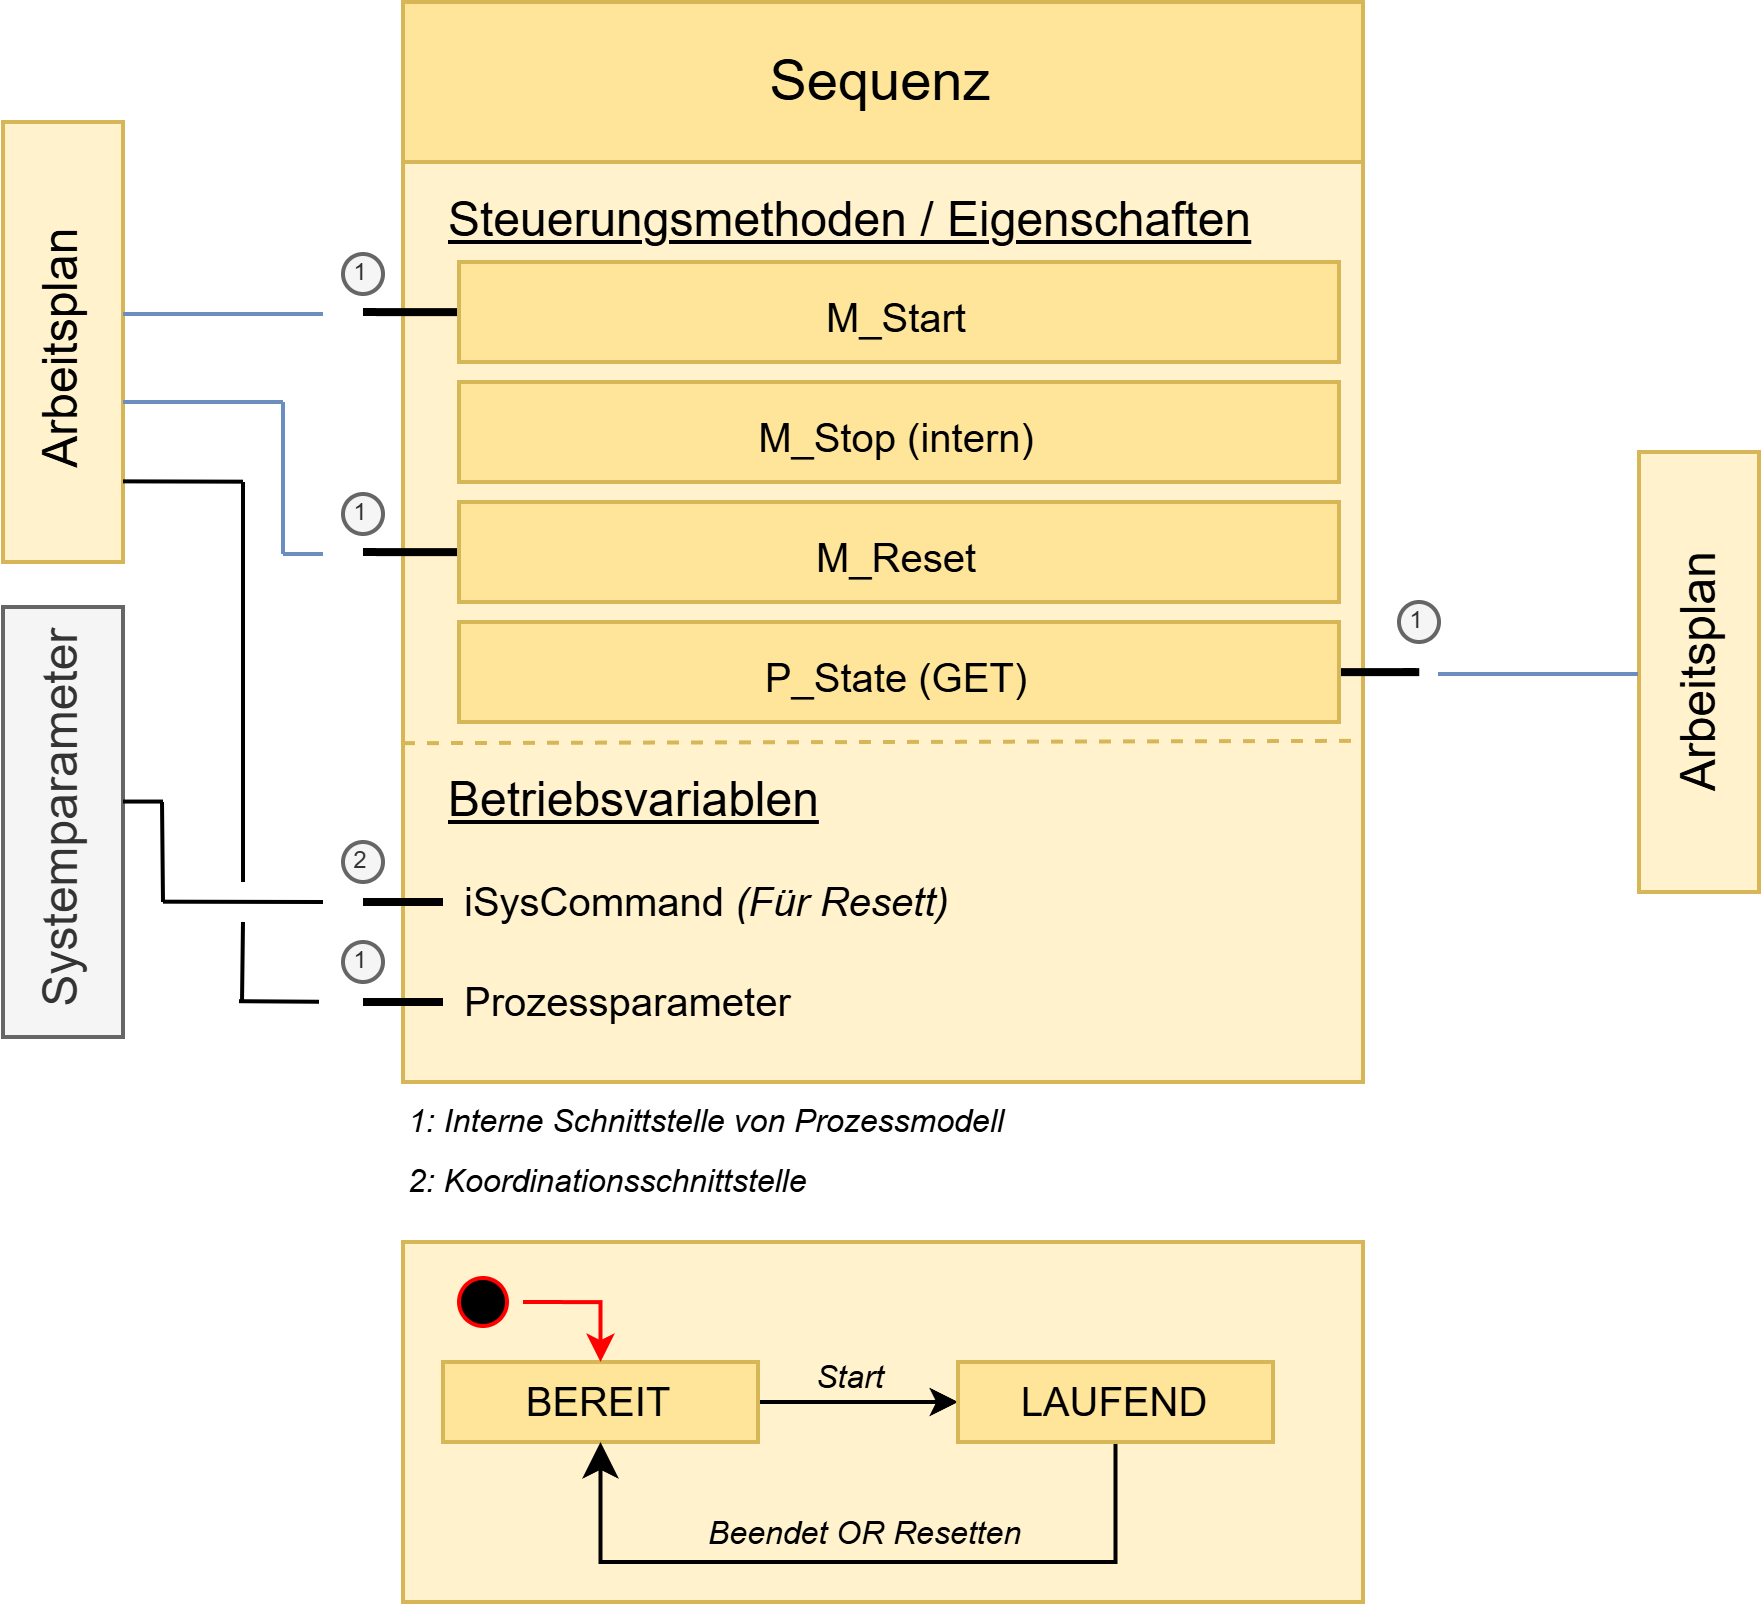 Sequenz
Arbeitsplan
Steuerungsmethoden / Eigenschaften
1
M_Start
M_Stop (intern)
1
M_Reset
1
P_State (GET)
Arbeitsplan
Systemparameter
Betriebsvariablen
2
iSysCommand (Für Resett)
1
Prozessparameter
1: Interne Schnittstelle von Prozessmodell
2: Koordinationsschnittstelle
Start
BEREIT
LAUFEND
Beendet OR Resetten